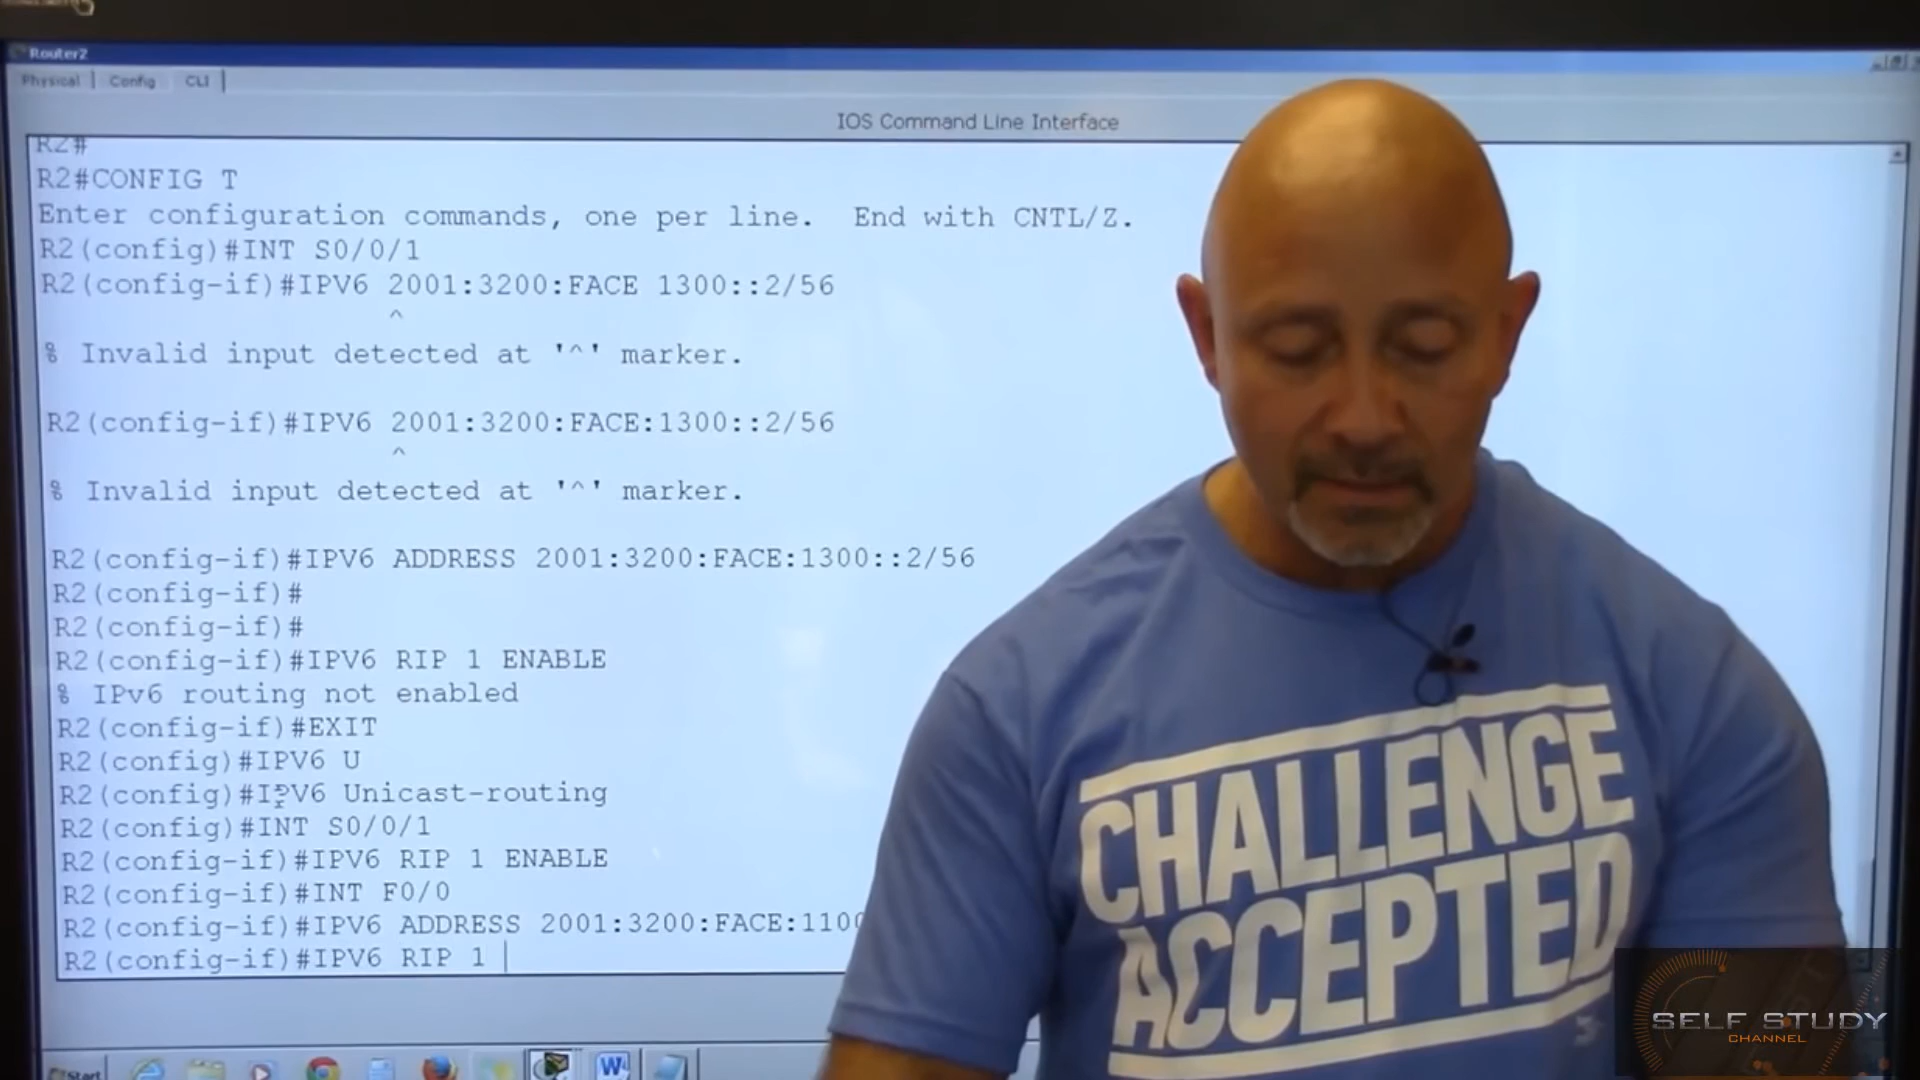 Router2
Physical Config CLI
IOS Command Line Interface
R2#
R2#CONFIG T
Enter configuration commands, one per line. End with CNTL/Z.
R2(config)#INT S0/0/1
R2(config-if)#IPV6 2001:3200:FACE 1300::2/56
^
% Invalid input detected at '^' marker.
R2(config-if)#IPV6 2001:3200:FACE:1300::2/56
^
% Invalid input detected at '^' marker.
R2(config-if)#IPV6 ADDRESS 2001:3200:FACE:1300::2/56
R2(config-if)#
R2(config-if)#
R2(config-if)#IPV6 RIP 1 ENABLE
% IPv6 routing not enabled
R2(config-if)#EXIT
R2(config)#IPV6 U
R2(config)#IPV6 Unicast-routing
R2(config)#INT S0/0/1
R2(config-if)#IPV6 RIP 1 ENABLE
R2(config-if)#INT F0/0
R2(config-if)#IPV6 ADDRESS 2001:3200:FACE:1100
R2(config-if)#IPV6 RIP 1
Start
CHALLENGE
ACCEPTED
SELF STUDY
CHANNEL